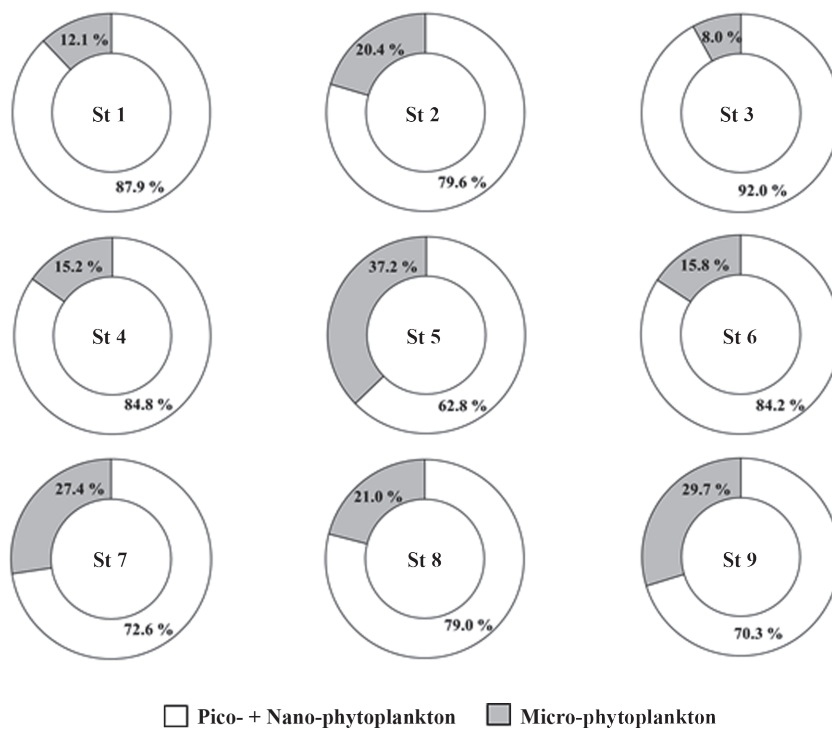 12.1 %
St 1
87.9 %
20.4 %
St 2
79.6 %
8.0 %
St 3
92.0 %
15.2 %
St 4
84.8 %
37.2 %
St 5
62.8 %
15.8 %
St 6
84.2 %
27.4 %
St 7
72.6 %
21.0 %
St 8
79.0 %
29.7 %
St 9
70.3 %
Pico- + Nano-phytoplankton
Micro-phytoplankton